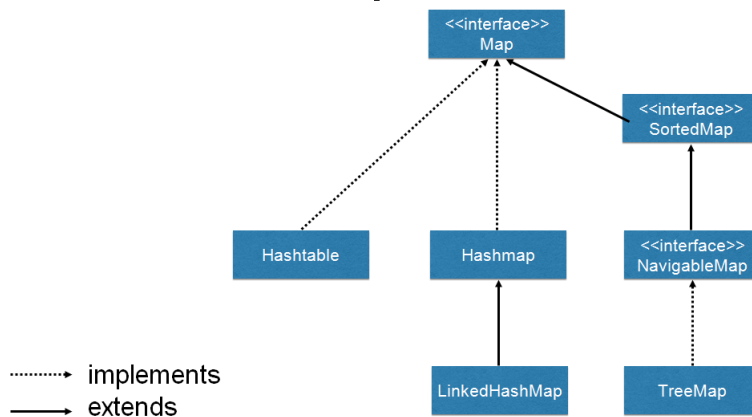 <<interface>>
Map
<<interface>>
SortedMap
Hashtable
Hashmap
<<interface>>
NavigableMap
implements
extends
LinkedHashMap
TreeMap